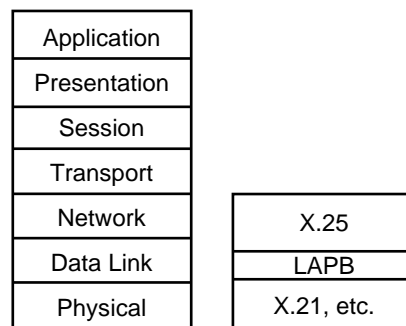 Application
Presentation
Session
Transport
Network
Data Link
Physical
X.25
LAPB
X.21, etc.